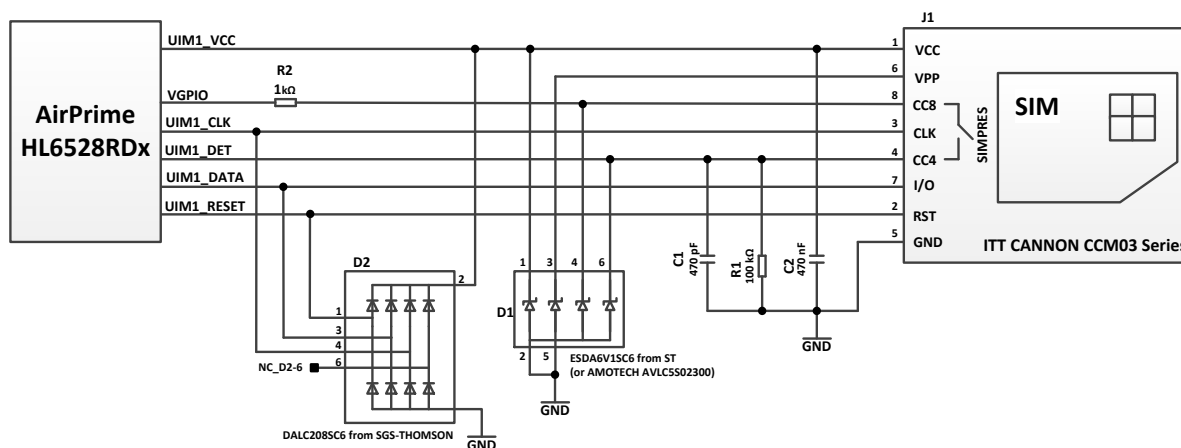 J1
UIM1_VCC
1
VCC
6
VPP
R2
1kΩ
VGPIO
8
CC8
AirPrime
HL6528RDx
UIM1_CLK
3
CLK
SIMPRES
SIM
UIM1_DET
4
CC4
UIM1_DATA
7
I/O
UIM1_RESET
2
RST
5
GND
ITT CANNON CCM03 Series
D2
2
1
3
4
6
NC_D2-6
DALC208SC6 from SGS-THOMSON
GND
1
3
4
6
D1
2
5
ESDA6V1SC6 from ST
(or AMOTECH AVLC5S02300)
GND
C1
470 pF
R1
100 kΩ
C2
470 nF
GND